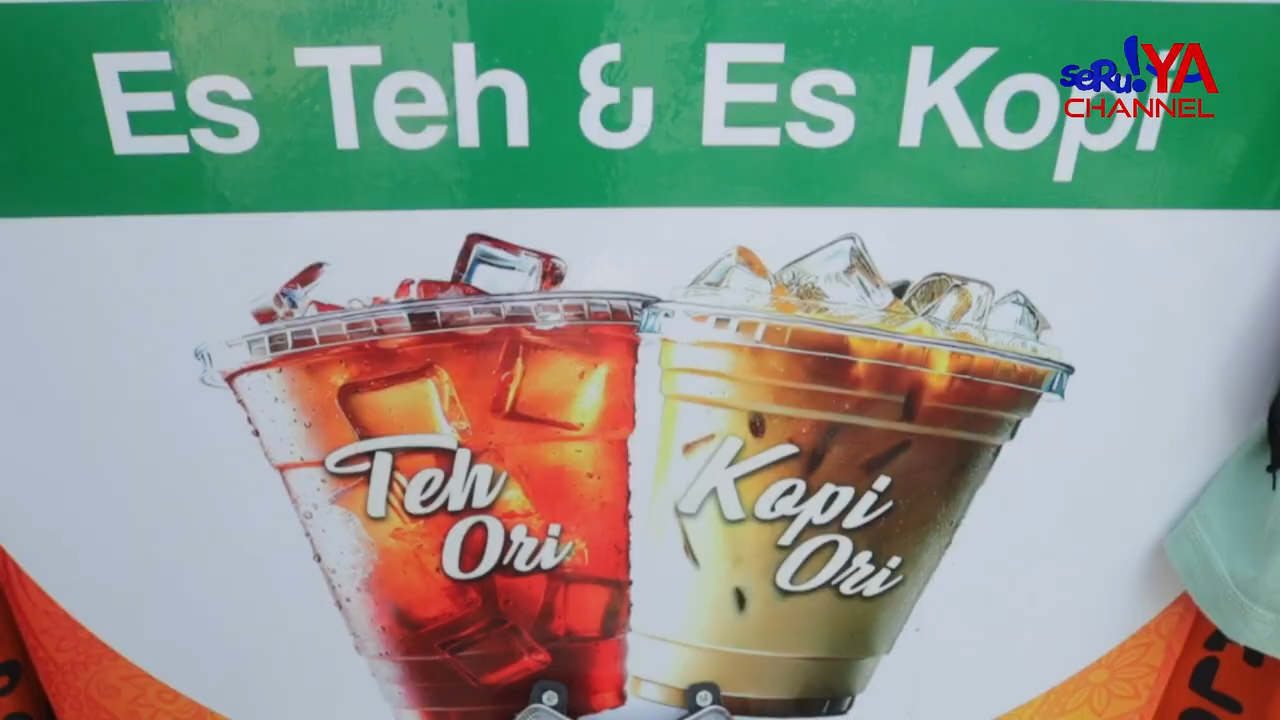 Es Teh & Es Kopi
seRu!YA
CHANNEL
Teh
Ori
Kopi
Ori